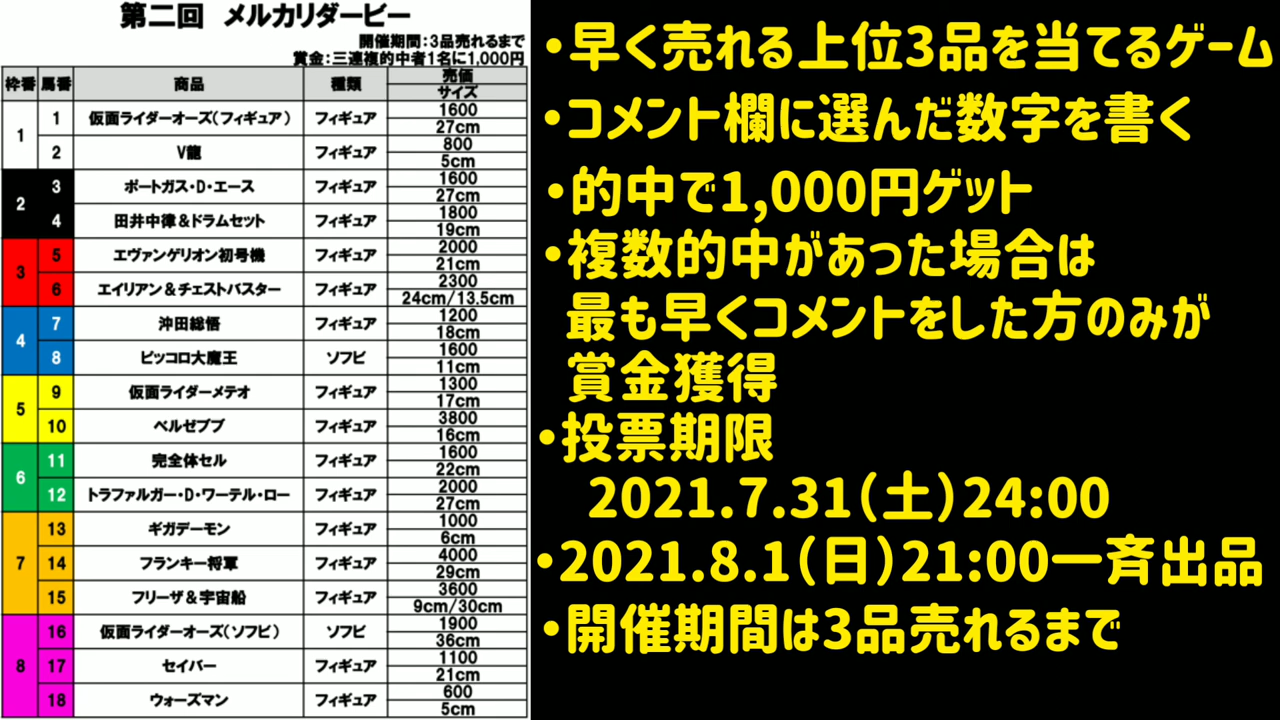 第二回 メルカリダービー
開催期間:3品売れるまで
賞金:三連複的中者1名に1,000円
枠番 馬番 商品 種類 売価
サイズ
1 1 仮面ライダーオーズ(フィギュア) フィギュア 1600
27cm
2 V龍 フィギュア 800
5cm
2 3 ポートガス・D・エース フィギュア 1600
27cm
4 田井中律&ドラムセット フィギュア 1800
19cm
3 5 エヴァンゲリオン初号機 フィギュア 2000
21cm
6 エイリアン&チェストバスター フィギュア 2300
24cm/13.5cm
4 7 沖田総悟 フィギュア 1200
18cm
8 ピッコロ大魔王 ソフビ 1600
11cm
5 9 仮面ライダーメテオ フィギュア 1300
17cm
10 ベルゼブブ フィギュア 3800
16cm
6 11 完全体セル フィギュア 1600
22cm
12 トラファルガー・D・ワーテル・ロー フィギュア 2000
27cm
7 13 ギガデーモン フィギュア 1000
6cm
14 フランキー将軍 フィギュア 4000
29cm
15 フリーザ&宇宙船 フィギュア 3600
9cm/30cm
8 16 仮面ライダーオーズ(ソフビ) ソフビ 1900
36cm
17 セイバー フィギュア 1100
21cm
18 ウォーズマン フィギュア 600
5cm
・早く売れる上位3品を当てるゲーム
・コメント欄に選んだ数字を書く
・的中で1,000円ゲット
・複数的中があった場合は
最も早くコメントをした方のみが
賞金獲得
・投票期限
2021.7.31(土)24:00
・2021.8.1(日)21:00一斉出品
・開催期間は3品売れるまで